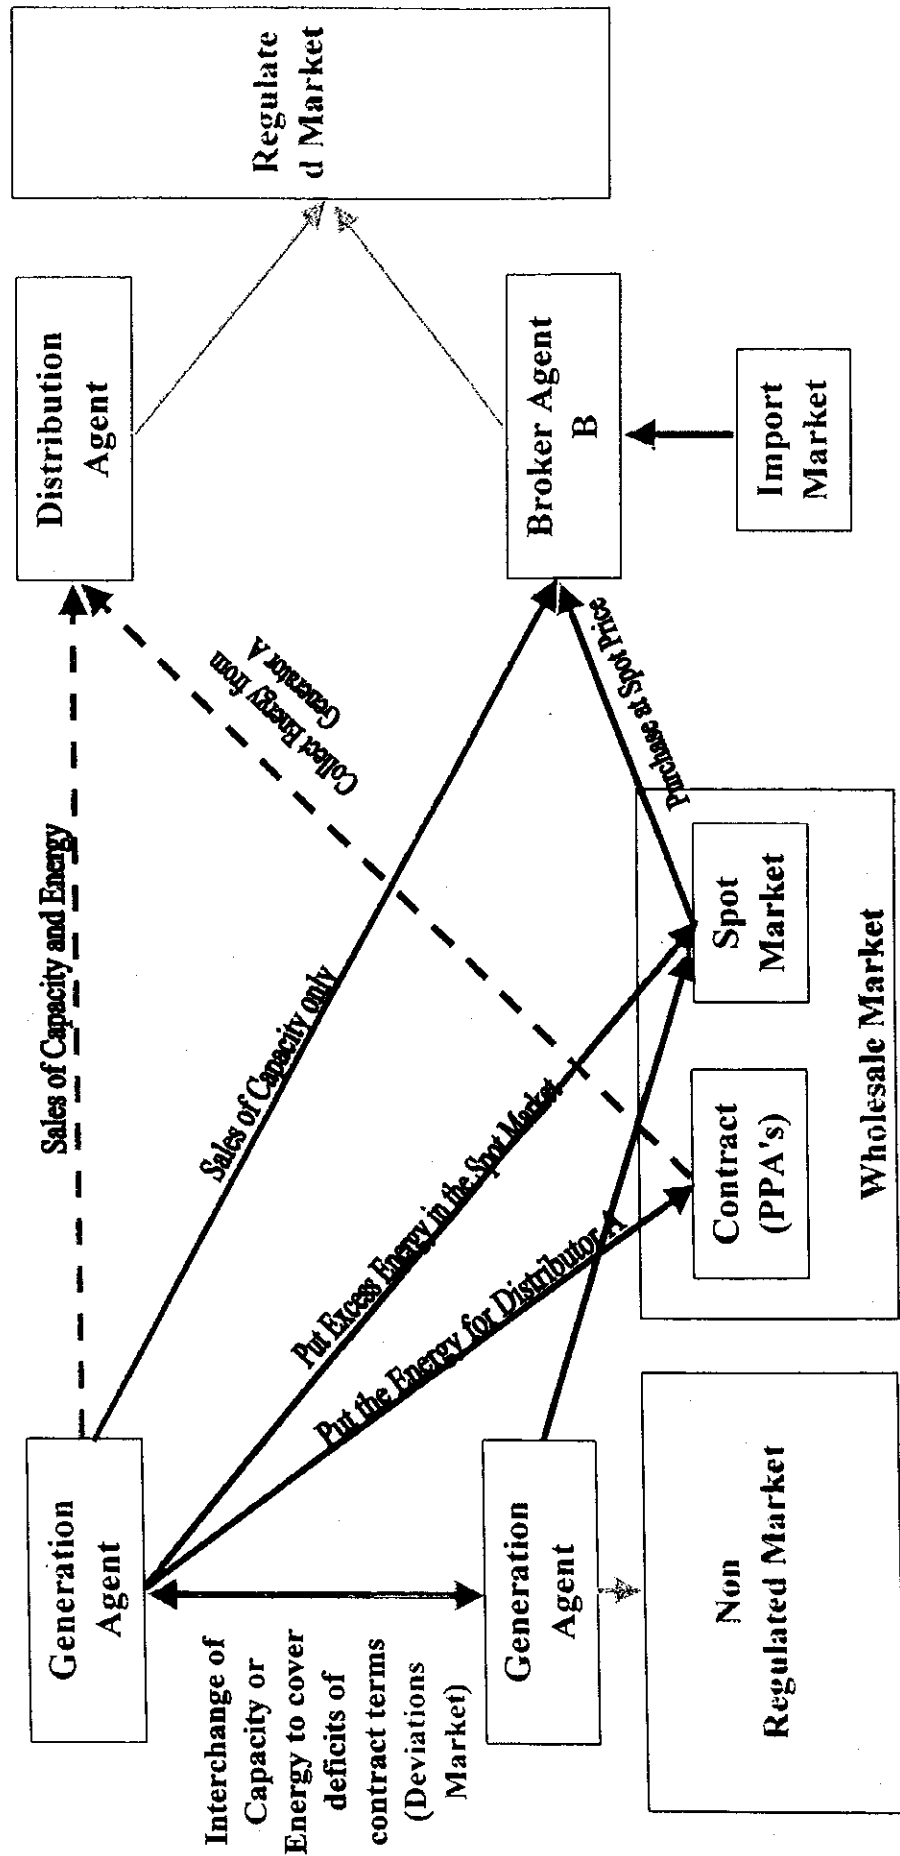 Generation
Agent
Sales of Capacity and Energy
Distribution
Agent
Regulate
d Market
Sales of Capacity only
Collect Energy from
Generator A
Interchange of
Capacity or
Energy to cover
deficits of
contract terms
(Deviations
Market)
Put Excess Energy in the Spot Market
Put the Energy for Distributor A
Generation
Agent
Purchase at Spot Price
Broker Agent
B
Non
Regulated Market
Contract
(PPA's)
Spot
Market
Wholesale Market
Import
Market